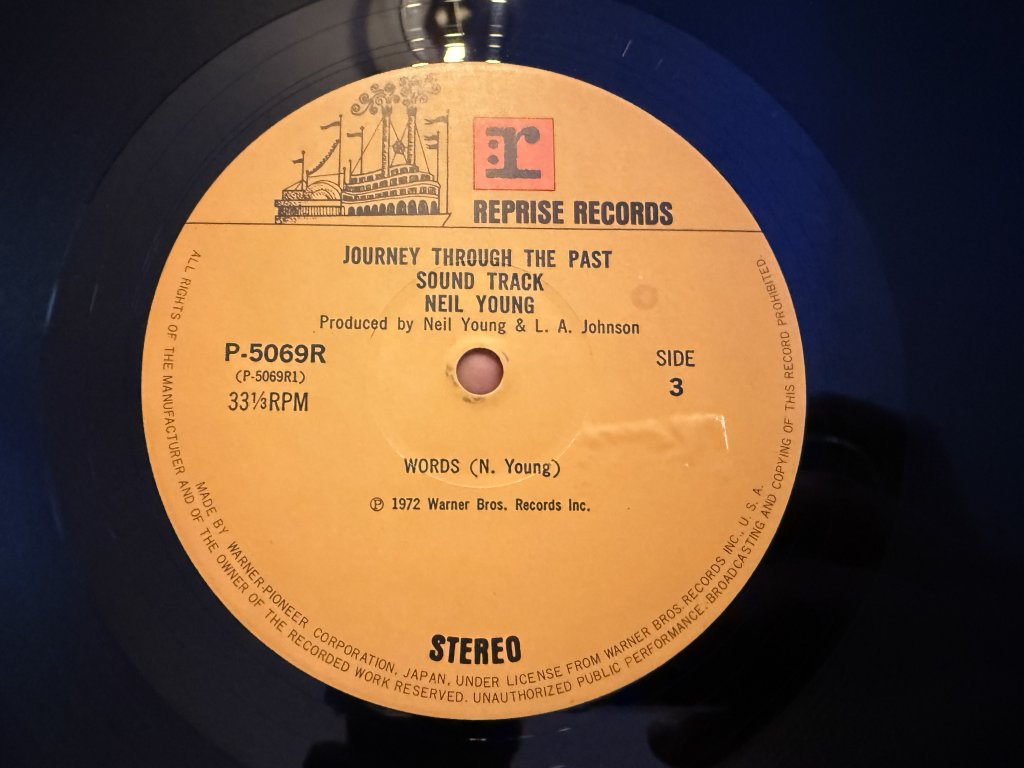 r
REPRISE RECORDS
JOURNEY THROUGH THE PAST
SOUND TRACK
NEIL YOUNG
Produced by Neil Young & L. A. Johnson
P-5069R
(P-5069R1)
33⅓RPM
SIDE
3
WORDS (N. Young)
Ⓟ 1972 Warner Bros. Records Inc.
STEREO
MADE BY WARNER-PIONEER CORPORATION, JAPAN, UNDER LICENSE FROM WARNER BROS. RECORDS INC., U. S. A.
ALL RIGHTS OF THE MANUFACTURER AND OF THE OWNER OF THE RECORDED WORK RESERVED. UNAUTHORIZED PUBLIC PERFORMANCE. BROADCASTING AND COPYING OF THIS RECORD PROHIBITED.